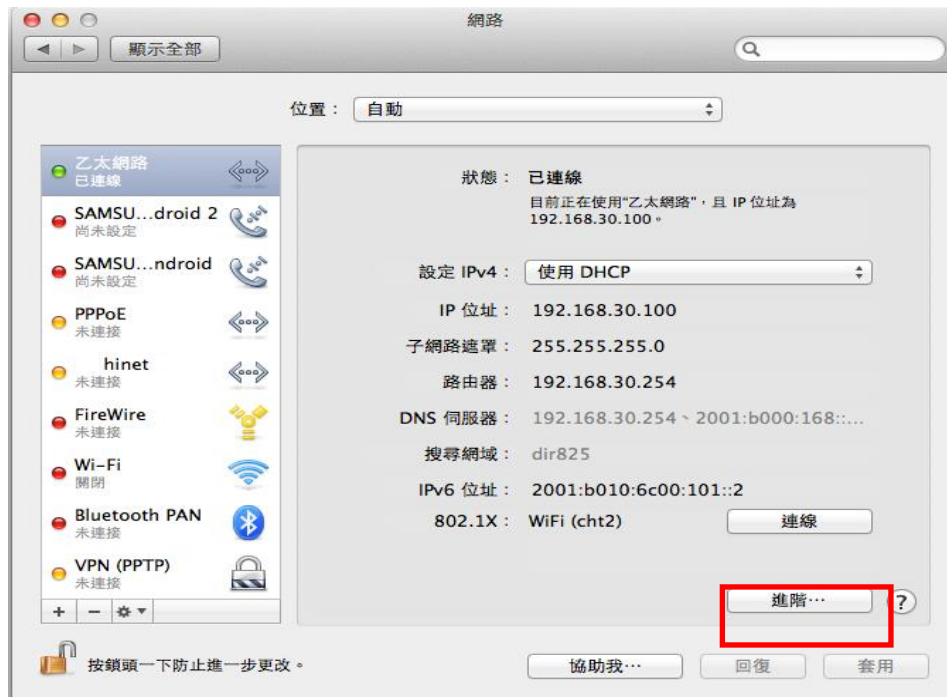 網路
顯示全部
位置： 自動
乙太網路
已連線
SAMSU...droid 2
尚未設定
SAMSU...ndroid
尚未設定
PPPoE
未連接
hinet
未連接
FireWire
未連接
Wi-Fi
關閉
Bluetooth PAN
未連接
VPN (PPTP)
未連接
狀態： 已連線
目前正在使用“乙太網路”，且 IP 位址為
192.168.30.100。
設定 IPv4： 使用 DHCP
IP 位址： 192.168.30.100
子網路遮罩： 255.255.255.0
路由器： 192.168.30.254
DNS 伺服器： 192.168.30.254、2001:b000:168::...
搜尋網域： dir825
IPv6 位址： 2001:b010:6c00:101::2
802.1X： WiFi (cht2) 連線
進階… ?
按鎖頭一下防止進一步更改。
協助我… 回復 套用